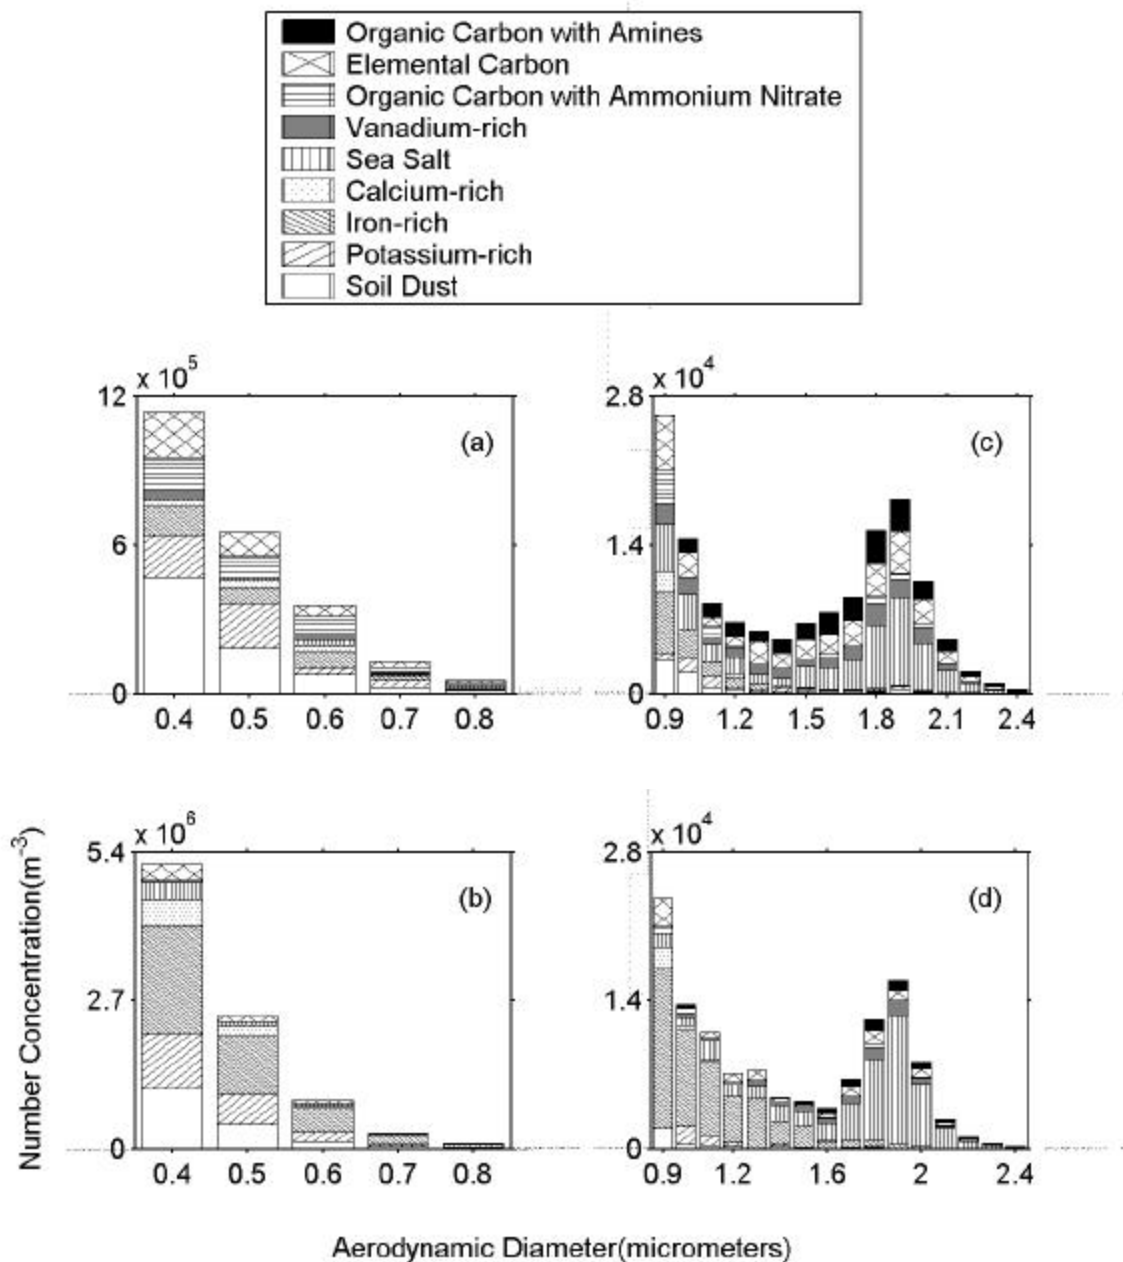 Organic Carbon with Amines
Elemental Carbon
Organic Carbon with Ammonium Nitrate
Vanadium-rich
Sea Salt
Calcium-rich
Iron-rich
Potassium-rich
Soil Dust
x 10^5
12
6
0
(a)
0.4 0.5 0.6 0.7 0.8
x 10^4
2.8
1.4
0
(c)
0.9 1.2 1.5 1.8 2.1 2.4
Number Concentration(m^-3)
x 10^6
5.4
2.7
0
(b)
0.4 0.5 0.6 0.7 0.8
x 10^4
2.8
1.4
0
(d)
0.9 1.2 1.6 2 2.4
Aerodynamic Diameter(micrometers)